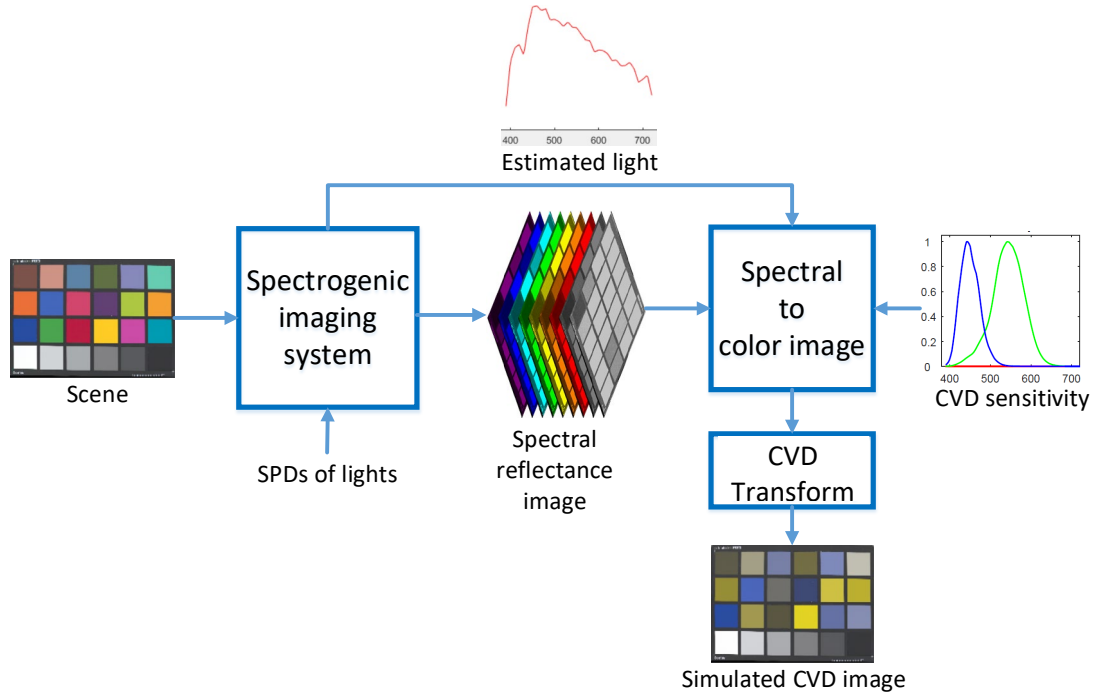 400 500 600 700
Estimated light
Spectrogenic
imaging
system
Spectral
to
color image
1
0.8
0.6
0.4
0.2
0
400 500 600 700
CVD sensitivity
Scene
SPDs of lights
Spectral
reflectance
image
CVD
Transform
Simulated CVD image